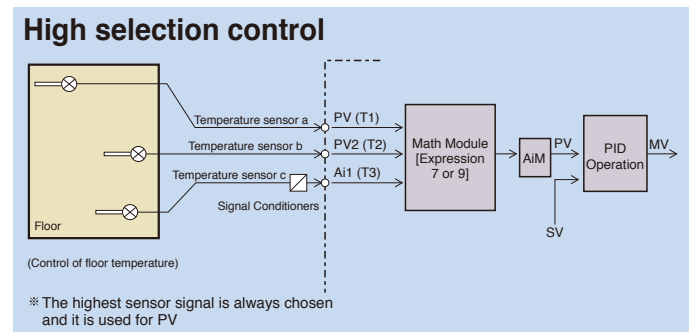 High selection control
Temperature sensor a
PV (T1)
Temperature sensor b
PV2 (T2)
Temperature sensor c
Ai1 (T3)
Signal Conditioners
Math Module
[Expression
7 or 9]
AiM
PV
PID
Operation
MV
SV
Floor
(Control of floor temperature)
※ The highest sensor signal is always chosen
and it is used for PV